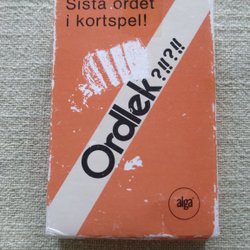 Sista ordet
i kortspel!
Ordlek?!!?!!
alga